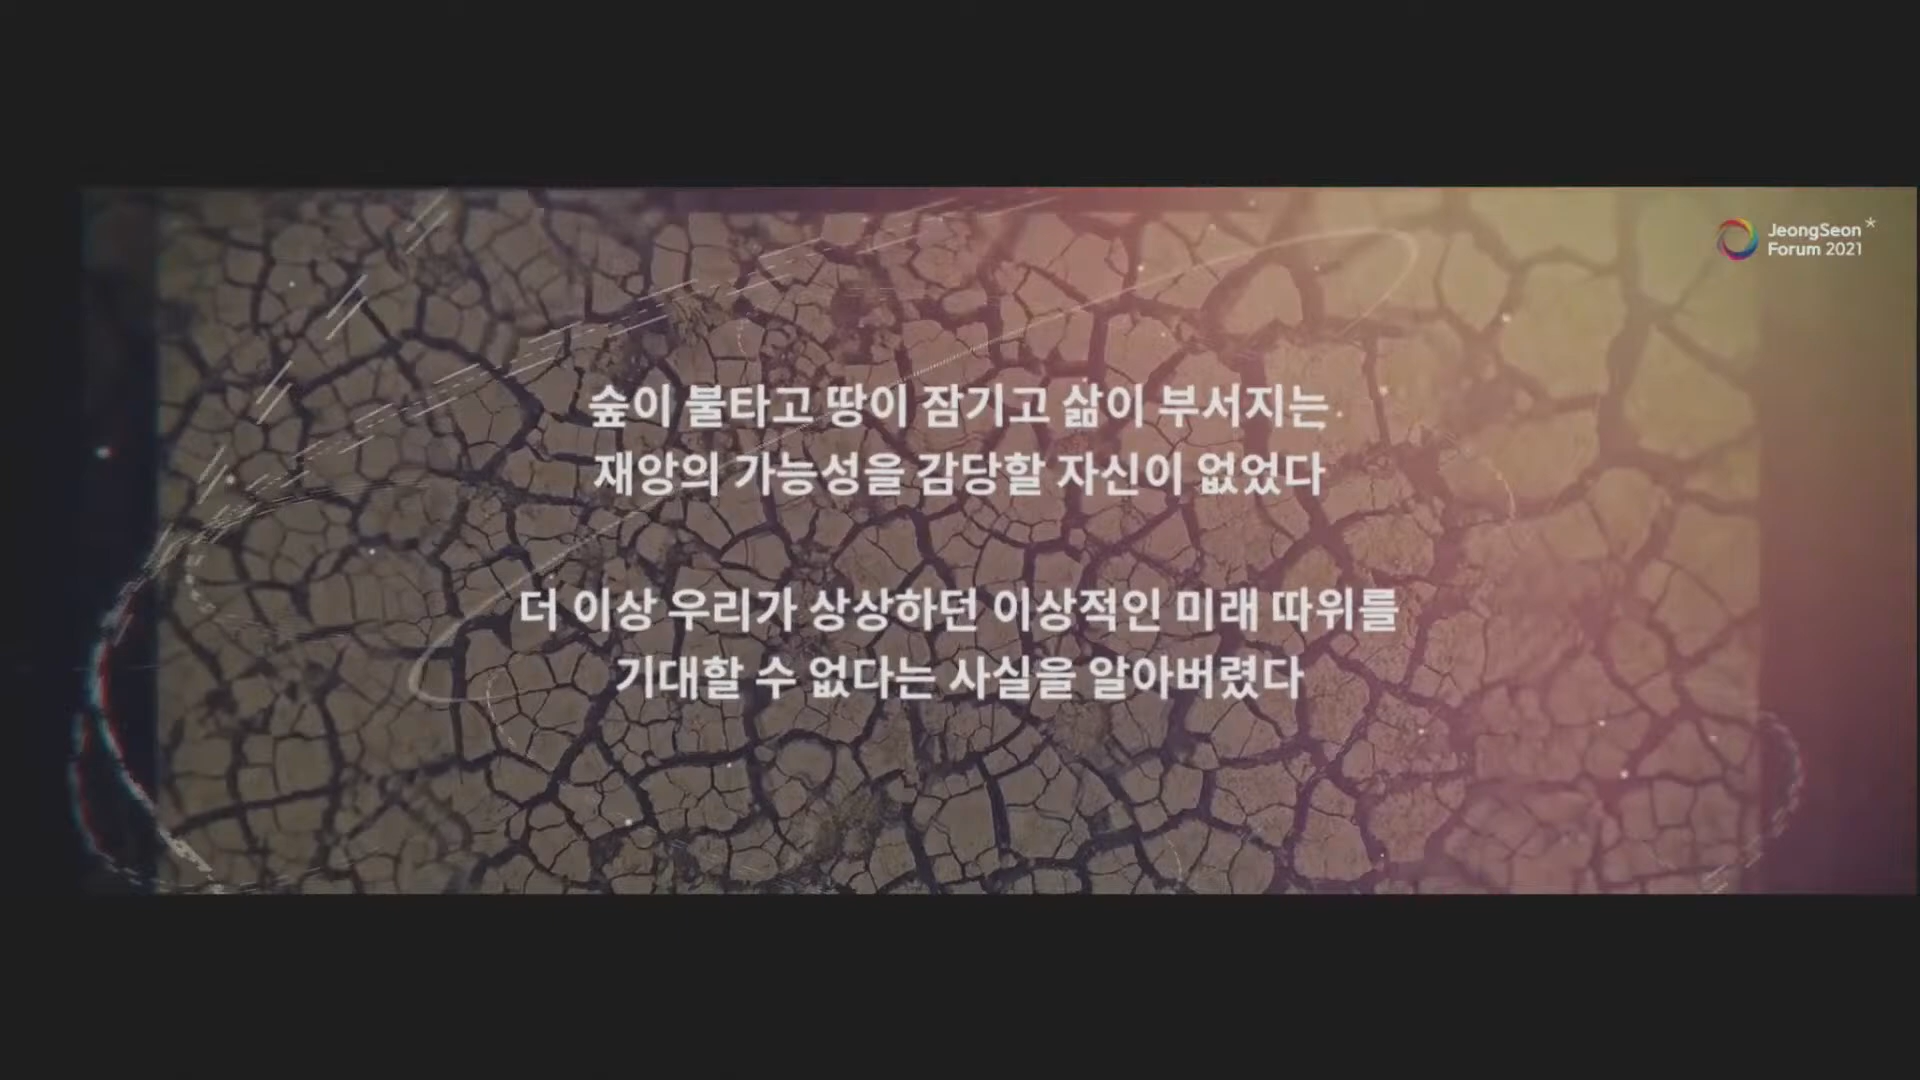 JeongSeon*
Forum 2021
숲이 불타고 땅이 잠기고 삶이 부서지는
재앙의 가능성을 감당할 자신이 없었다
더 이상 우리가 상상하던 이상적인 미래 따위를
기대할 수 없다는 사실을 알아버렸다